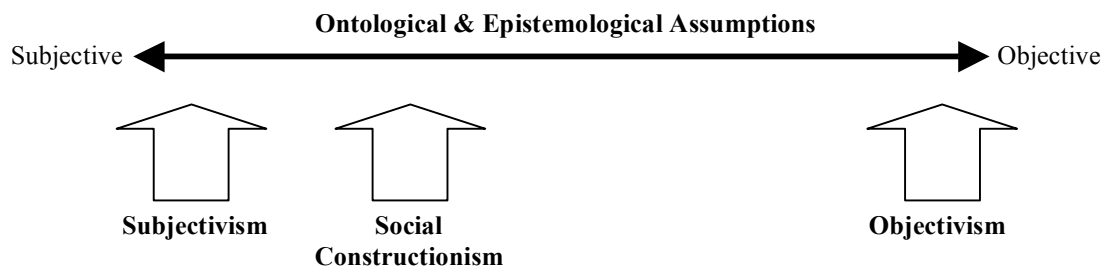 Ontological & Epistemological Assumptions
Subjective
Objective
Subjectivism
Social
Constructionism
Objectivism